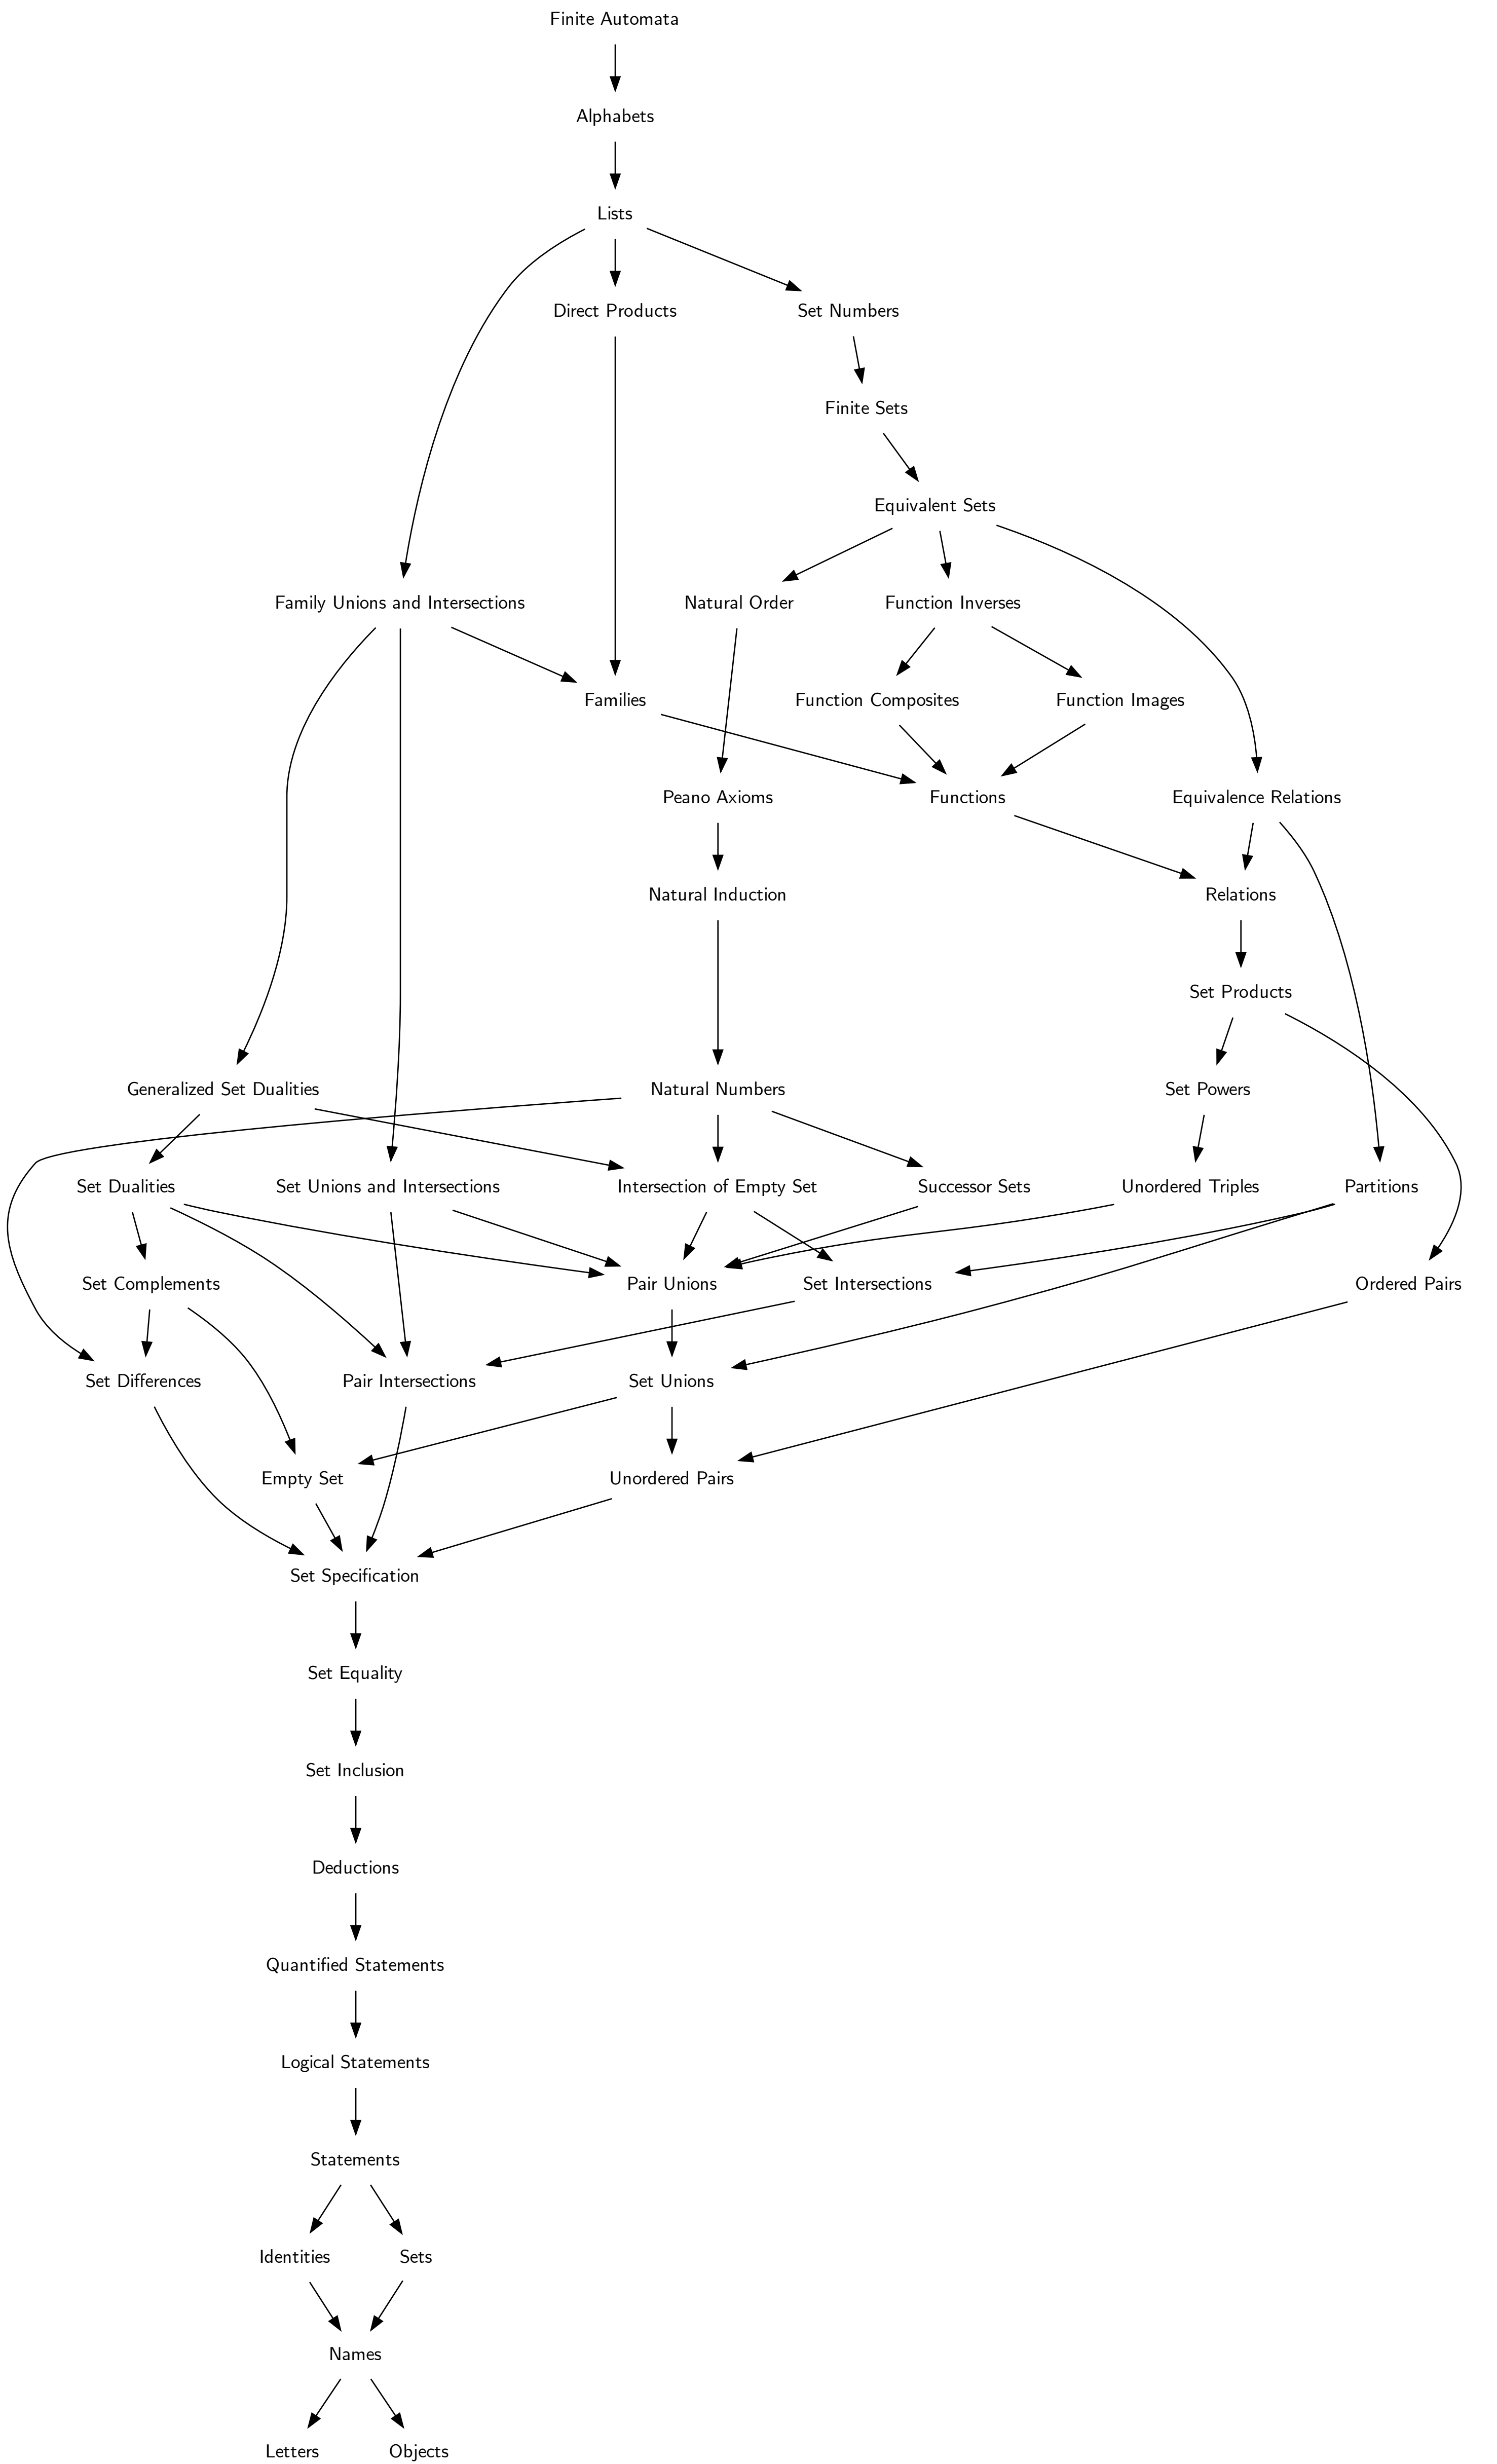 Finite Automata
Alphabets
Lists
Direct Products
Set Numbers
Finite Sets
Equivalent Sets
Family Unions and Intersections
Natural Order
Function Inverses
Families
Function Composites
Function Images
Peano Axioms
Functions
Equivalence Relations
Natural Induction
Relations
Set Products
Generalized Set Dualities
Natural Numbers
Set Powers
Set Dualities
Set Unions and Intersections
Intersection of Empty Set
Successor Sets
Unordered Triples
Partitions
Set Complements
Pair Unions
Set Intersections
Ordered Pairs
Set Differences
Pair Intersections
Set Unions
Empty Set
Unordered Pairs
Set Specification
Set Equality
Set Inclusion
Deductions
Quantified Statements
Logical Statements
Statements
Identities
Sets
Names
Letters
Objects